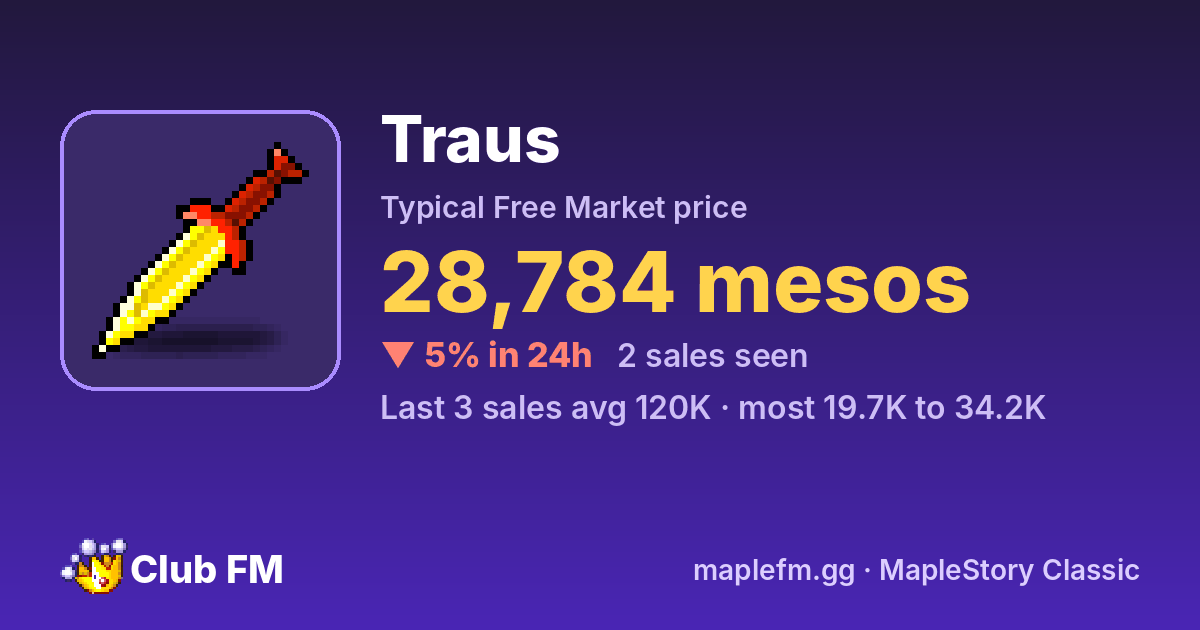 Traus
Typical Free Market price
28,784 mesos
▼ 5% in 24h 2 sales seen
Last 3 sales avg 120K · most 19.7K to 34.2K
Club FM
maplefm.gg · MapleStory Classic